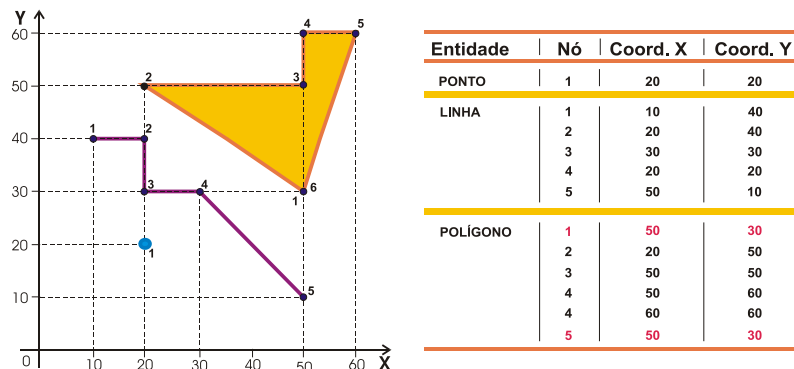 Y
60
50
40
30
20
10
0
10 20 30 40 50 60
X
4 5
2 3
1 2
3 4
1 6
1
5
Entidade Nó Coord. X Coord. Y
PONTO 1 20 20
LINHA 1 10 40
2 20 40
3 30 30
4 20 20
5 50 10
POLÍGONO 1 50 30
2 20 50
3 50 50
4 50 60
4 60 60
5 50 30